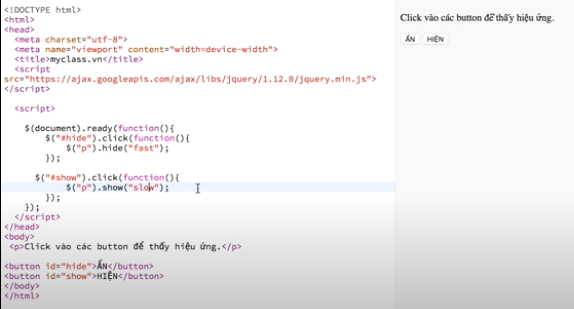 <!DOCTYPE html>
<html>
<head>
<meta charset="utf-8">
<meta name="viewport" content="width=device-width">
<title>myclass.vn</title>
<script
src="https://ajax.googleapis.com/ajax/libs/jquery/1.12.0/jquery.min.js">
</script>
<script>
$(document).ready(function(){
$("#hide").click(function(){
$("p").hide("fast");
});
$("#show").click(function(){
$("p").show("slow");
});
});
</script>
</head>
<body>
<p>Click vào các button để thấy hiệu ứng.</p>
<button id="hide">ẨN</button>
<button id="show">HIỆN</button>
</body>
</html>
Click vào các button để thấy hiệu ứng.
ẨN HIỆN